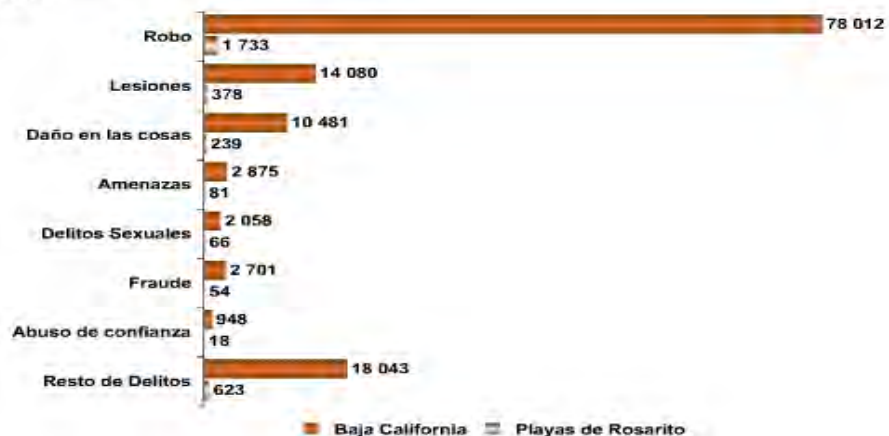 78 012
Robo
1 733
14 080
Lesiones
378
10 481
Daño en las cosas
239
2 875
Amenazas
81
2 058
Delitos Sexuales
66
2 701
Fraude
54
948
Abuso de confianza
18
18 043
Resto de Delitos
623
Baja California Playas de Rosarito